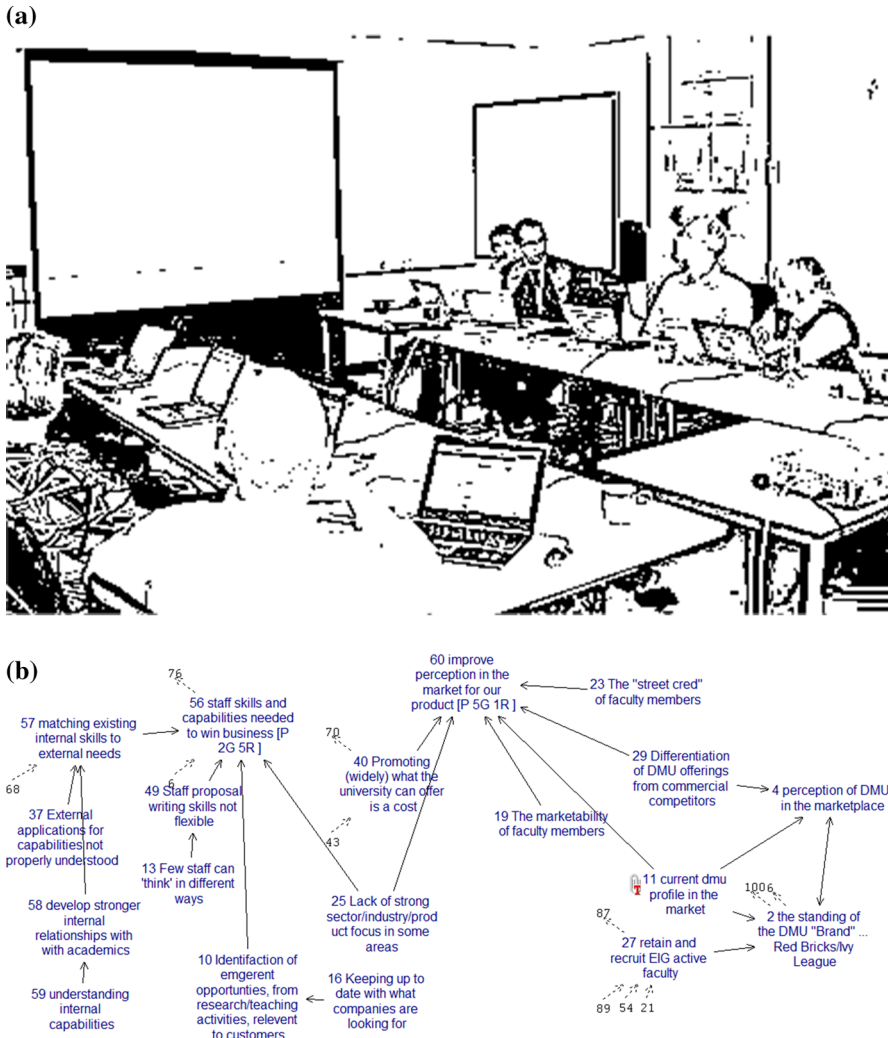 (a)
(b)
76
60 improve
perception in the
market for our
product [P 5G 1R ]
23 The "street cred"
of faculty members
56 staff skills and
capabilities needed
to win business [P
2G 5R ]
57 matching existing
internal skills to
external needs
70
40 Promoting
(widely) what the
university can offer
is a cost
29 Differentiation
of DMU offerings
from commercial
competitors
4 perception of DMU
in the marketplace
68
6
49 Staff proposal
writing skills not
flexible
37 External
applications for
capabilities not
properly understood
19 The marketability
of faculty members
43
13 Few staff can
'think' in different
ways
11 current dmu
profile in the
market
T
100
6
25 Lack of strong
sector/industry/prod
uct focus in some
areas
58 develop stronger
internal
relationships with
with academics
87
2 the standing of
the DMU "Brand" ...
Red Bricks/Ivy
League
27 retain and
recruit EIG active
faculty
10 Identifaction of
emgerent
opportunties, from
research/teaching
activities, relevent
to customers
16 Keeping up to
date with what
companies are
looking for
59 understanding
internal
capabilities
89
54
21